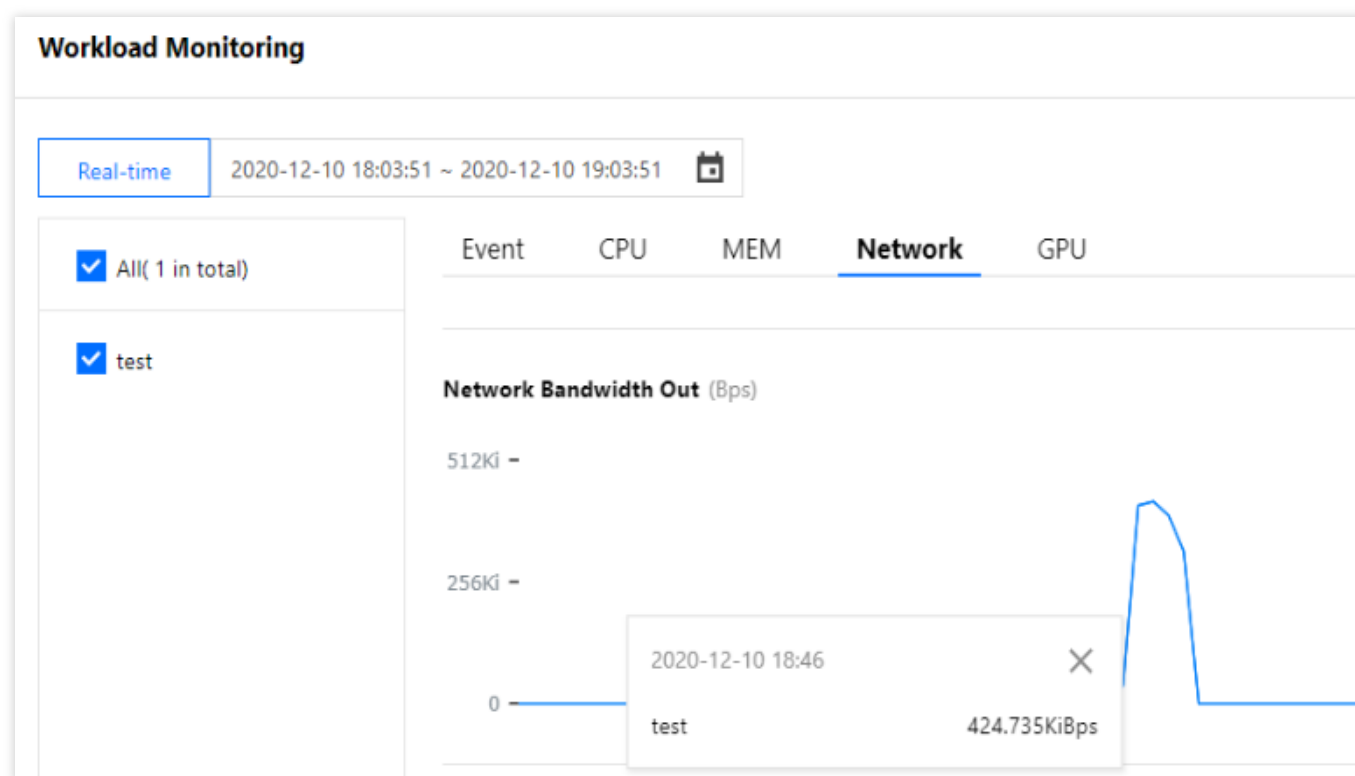 Workload Monitoring
Real-time 2020-12-10 18:03:51 ~ 2020-12-10 19:03:51
All( 1 in total)
test
Event CPU MEM Network GPU
Network Bandwidth Out (Bps)
512Ki
256Ki
0
2020-12-10 18:46
test 424.735KiBps